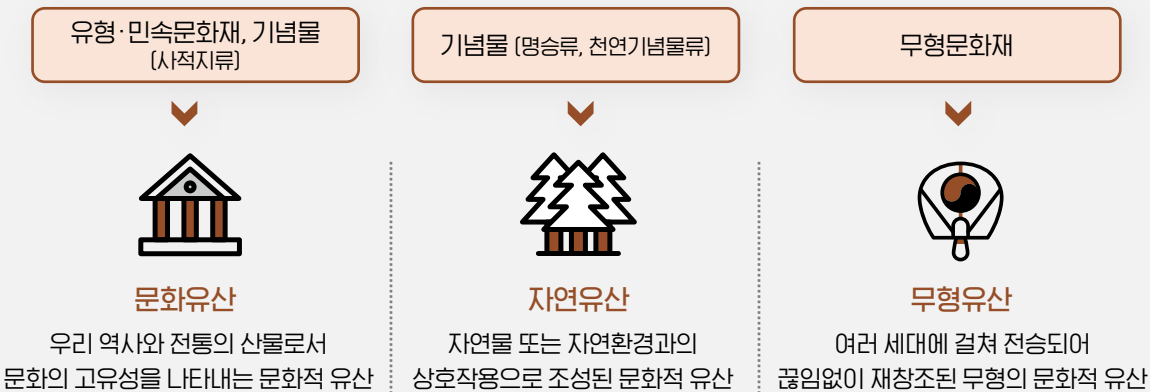 유형·민속문화재, 기념물
(사적지류)
문화유산
우리 역사와 전통의 산물로서
문화의 고유성을 나타내는 문화적 유산
기념물 (명승류, 천연기념물류)
자연유산
자연물 또는 자연환경과의
상호작용으로 조성된 문화적 유산
무형문화재
무형유산
여러 세대에 걸쳐 전승되어
끊임없이 재창조된 무형의 문화적 유산